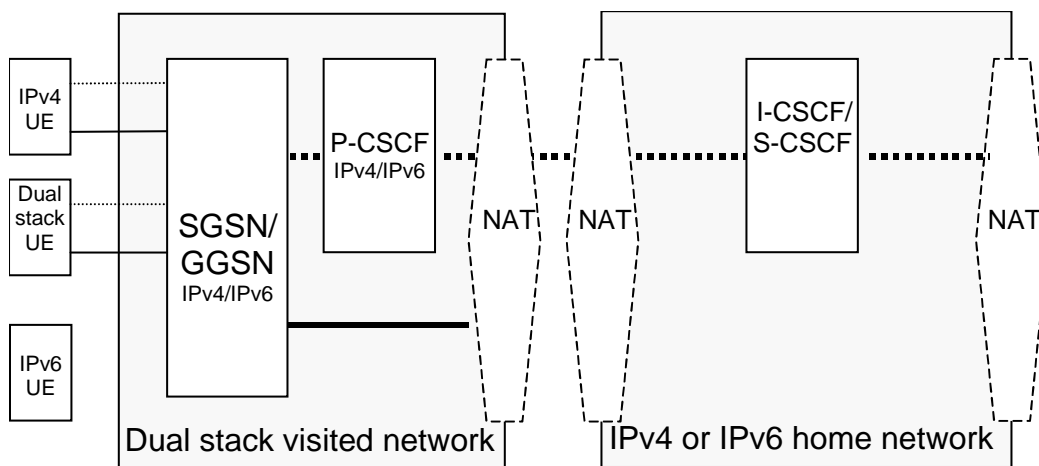 IPv4
UE
Dual
stack
UE
IPv6
UE
SGSN/
GGSN
IPv4/IPv6
P-CSCF
IPv4/IPv6
NAT
NAT
I-CSCF/
S-CSCF
NAT
Dual stack visited network
IPv4 or IPv6 home network